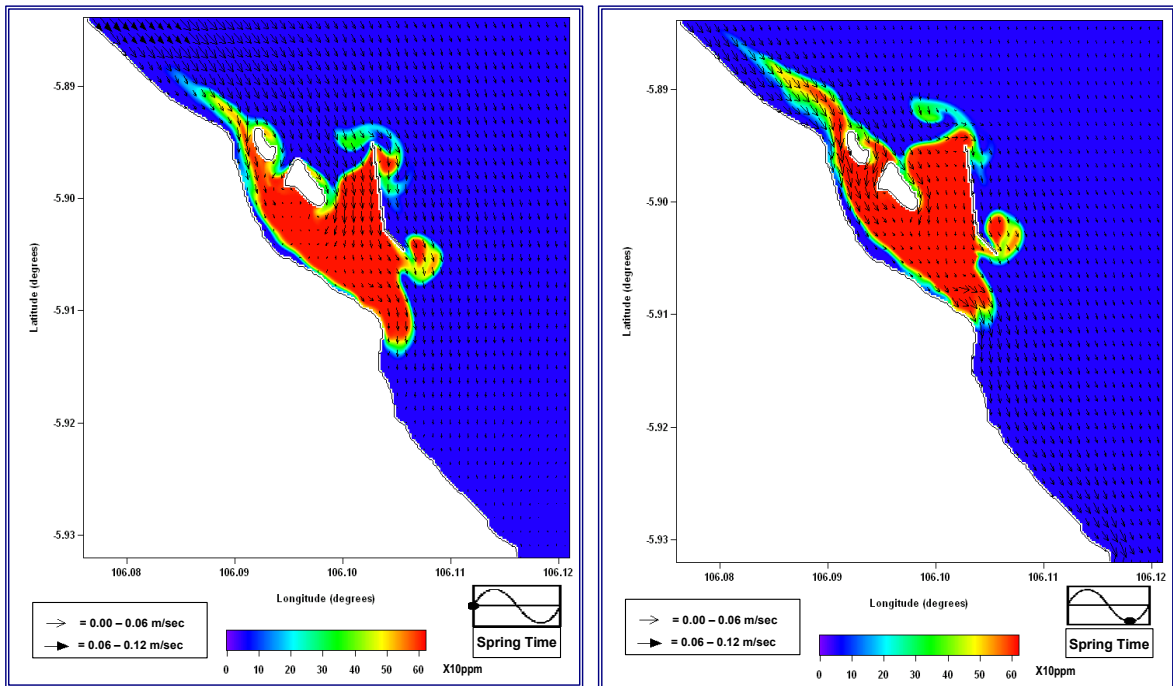 -5.89
-5.90
-5.91
-5.92
-5.93
Latitude (degrees)
106.08 106.09 106.10 106.11 106.12
Longitude (degrees)
= 0.00 – 0.06 m/sec
= 0.06 – 0.12 m/sec
0 10 20 30 40 50 60
X10ppm
Spring Time
-5.89
-5.90
-5.91
-5.92
-5.93
Latitude (degrees)
106.08 106.09 106.10 106.11 106.12
Longitude (degrees)
= 0.00 – 0.06 m/sec
= 0.06 – 0.12 m/sec
0 10 20 30 40 50 60
X10ppm
Spring Time